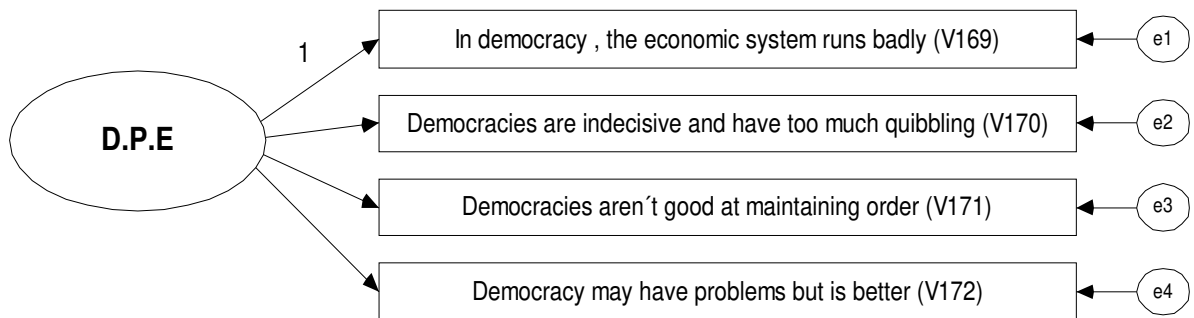 1
In democracy , the economic system runs badly (V169)
e1
D.P.E
Democracies are indecisive and have too much quibbling (V170)
e2
Democracies aren´t good at maintaining order (V171)
e3
Democracy may have problems but is better (V172)
e4